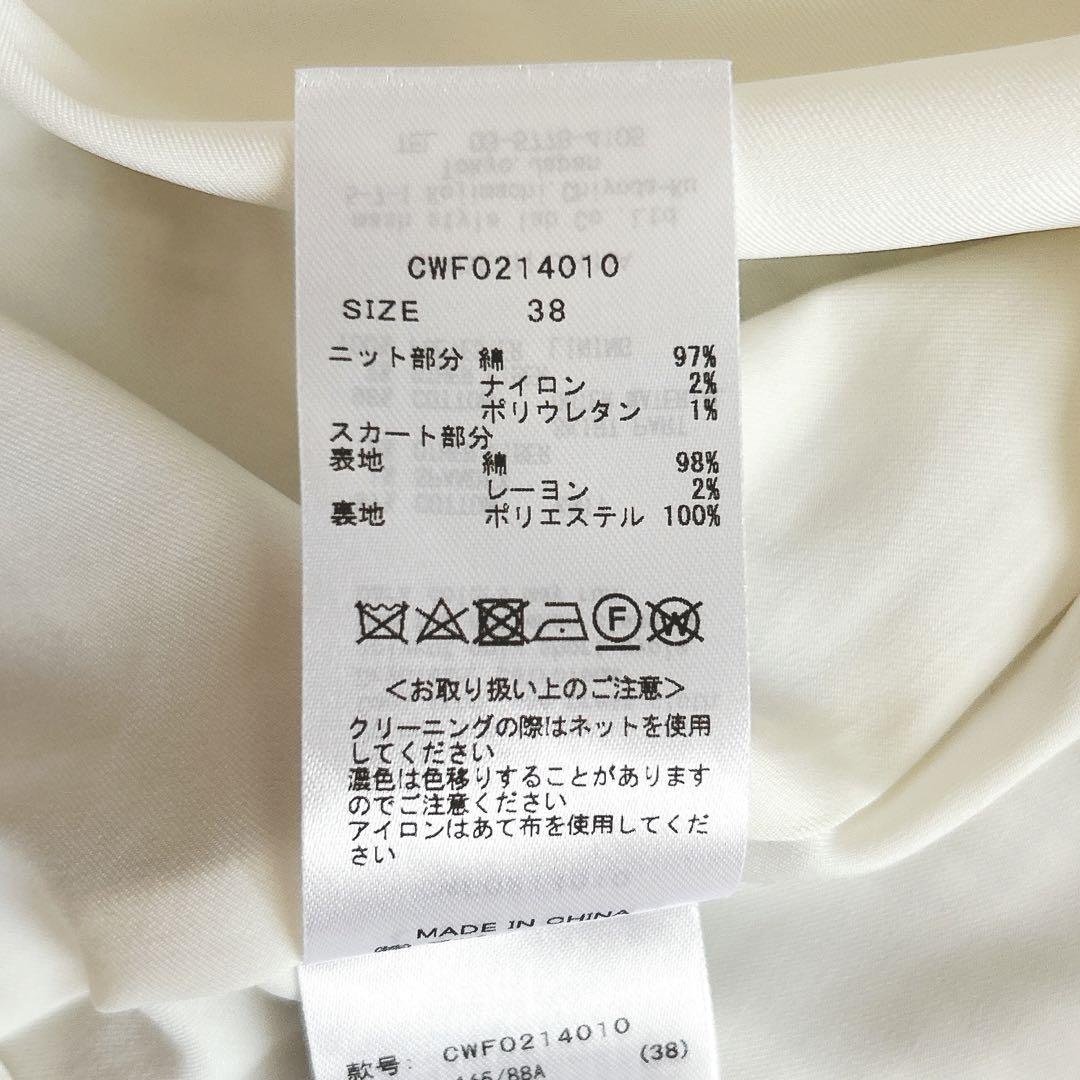 CWF0214010
SIZE 38
ニット部分 綿 97%
ナイロン 2%
ポリウレタン 1%
スカート部分
表地 綿 98%
レーヨン 2%
裏地 ポリエステル 100%
F W
<お取り扱い上のご注意>
クリーニングの際はネットを使用
してください
濃色は色移りすることがあります
のでご注意ください
アイロンはあて布を使用してくだ
さい
MADE IN CHINA
款号: CWF0214010 (38)
165/88A